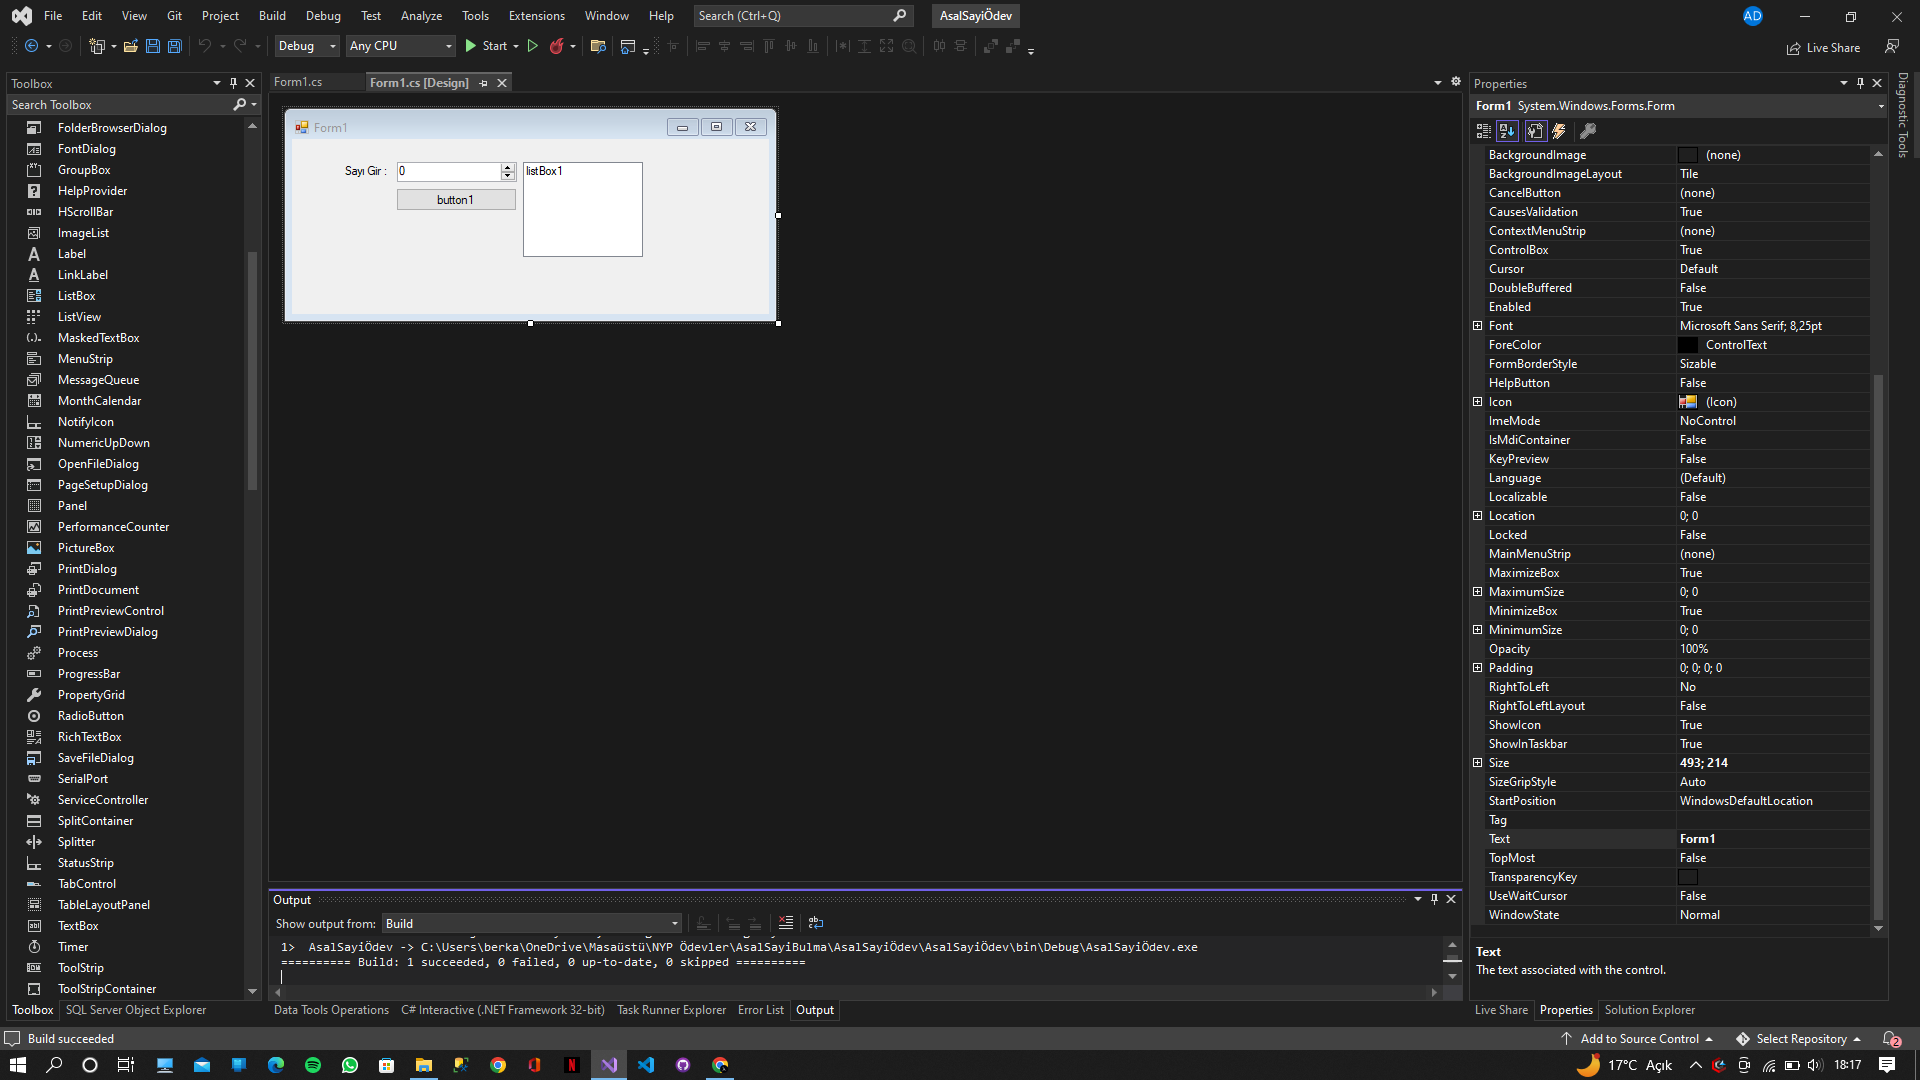 File Edit View Git Project Build Debug Test Analyze Tools Extensions Window Help Search (Ctrl+Q) AsalSayiÖdev AD
Debug Any CPU Start Live Share
Toolbox
Search Toolbox
FolderBrowserDialog
FontDialog
GroupBox
HelpProvider
HScrollBar
ImageList
Label
LinkLabel
ListBox
ListView
MaskedTextBox
MenuStrip
MessageQueue
MonthCalendar
NotifyIcon
NumericUpDown
OpenFileDialog
PageSetupDialog
Panel
PerformanceCounter
PictureBox
PrintDialog
PrintDocument
PrintPreviewControl
PrintPreviewDialog
Process
ProgressBar
PropertyGrid
RadioButton
RichTextBox
SaveFileDialog
SerialPort
ServiceController
SplitContainer
Splitter
StatusStrip
TabControl
TableLayoutPanel
TextBox
Timer
ToolStrip
ToolStripContainer
Toolbox SQL Server Object Explorer
Form1.cs Form1.cs [Design]
Form1
Sayı Gir : 0 listBox1
button1
Output
Show output from: Build
1> AsalSayiÖdev -> C:\Users\berka\OneDrive\Masaüstü\NYP Ödevler\AsalSayiBulma\AsalSayiÖdev\AsalSayiÖdev\bin\Debug\AsalSayiÖdev.exe
========== Build: 1 succeeded, 0 failed, 0 up-to-date, 0 skipped ==========
Data Tools Operations C# Interactive (.NET Framework 32-bit) Task Runner Explorer Error List Output
Properties
Form1 System.Windows.Forms.Form
BackgroundImage (none)
BackgroundImageLayout Tile
CancelButton (none)
CausesValidation True
ContextMenuStrip (none)
ControlBox True
Cursor Default
DoubleBuffered False
Enabled True
Font Microsoft Sans Serif; 8,25pt
ForeColor ControlText
FormBorderStyle Sizable
HelpButton False
Icon (Icon)
ImeMode NoControl
IsMdiContainer False
KeyPreview False
Language (Default)
Localizable False
Location 0; 0
Locked False
MainMenuStrip (none)
MaximizeBox True
MaximumSize 0; 0
MinimizeBox True
MinimumSize 0; 0
Opacity 100%
Padding 0; 0; 0; 0
RightToLeft No
RightToLeftLayout False
ShowIcon True
ShowInTaskbar True
Size 493; 214
SizeGripStyle Auto
StartPosition WindowsDefaultLocation
Tag
Text Form1
TopMost False
TransparencyKey
UseWaitCursor False
WindowState Normal
Text
The text associated with the control.
Live Share Properties Solution Explorer
Diagnostic Tools
Build succeeded Add to Source Control Select Repository 2
17°C Açık 18:17